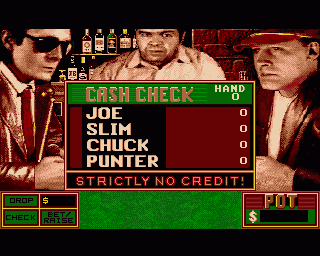 CASH CHECK HAND
0
JOE 0
SLIM 0
CHUCK 0
PUNTER 0
STRICTLY NO CREDIT!
DROP $
CHECK BET/
RAISE
POT
$